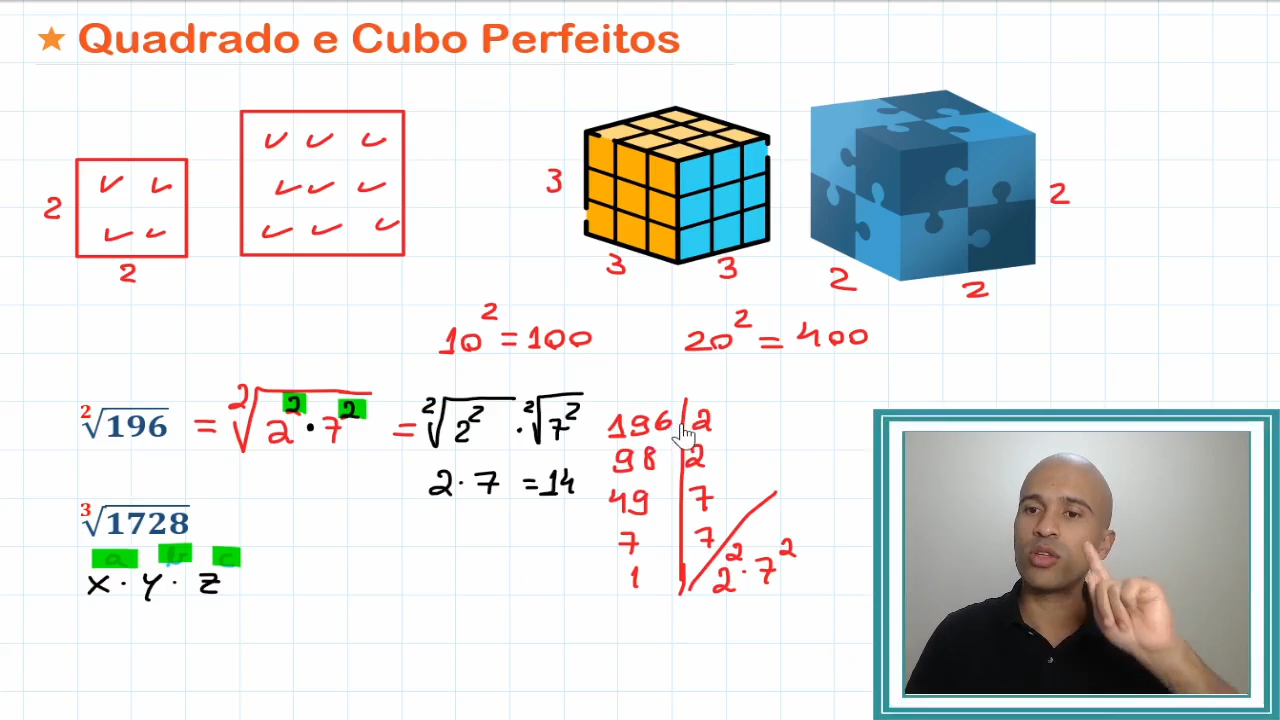 Quadrado e Cubo Perfeitos
2
2
3
3 3
2
2 2
10² = 100
20² = 400
²√196 = ²√2² · 7² = ²√2² · ²√7²
2 · 7 = 14
196 | 2
98 | 2
49 | 7
7 | 7
1 | 2² · 7²
³√1728
x · y · z